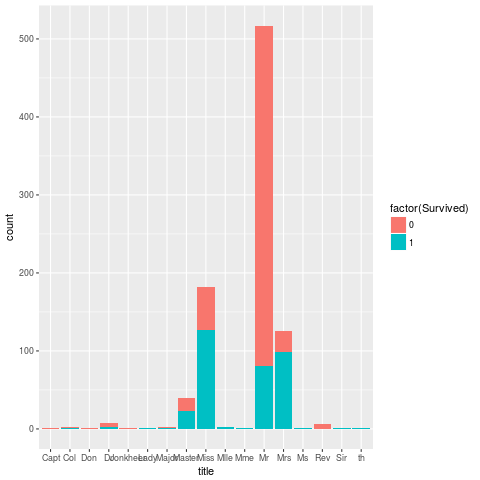 500
400
300
200
100
0
count
Capt Col Don Dr Jonkheer Lady Major Master Miss Mlle Mme Mr Mrs Ms Rev Sir th
title
factor(Survived)
0
1